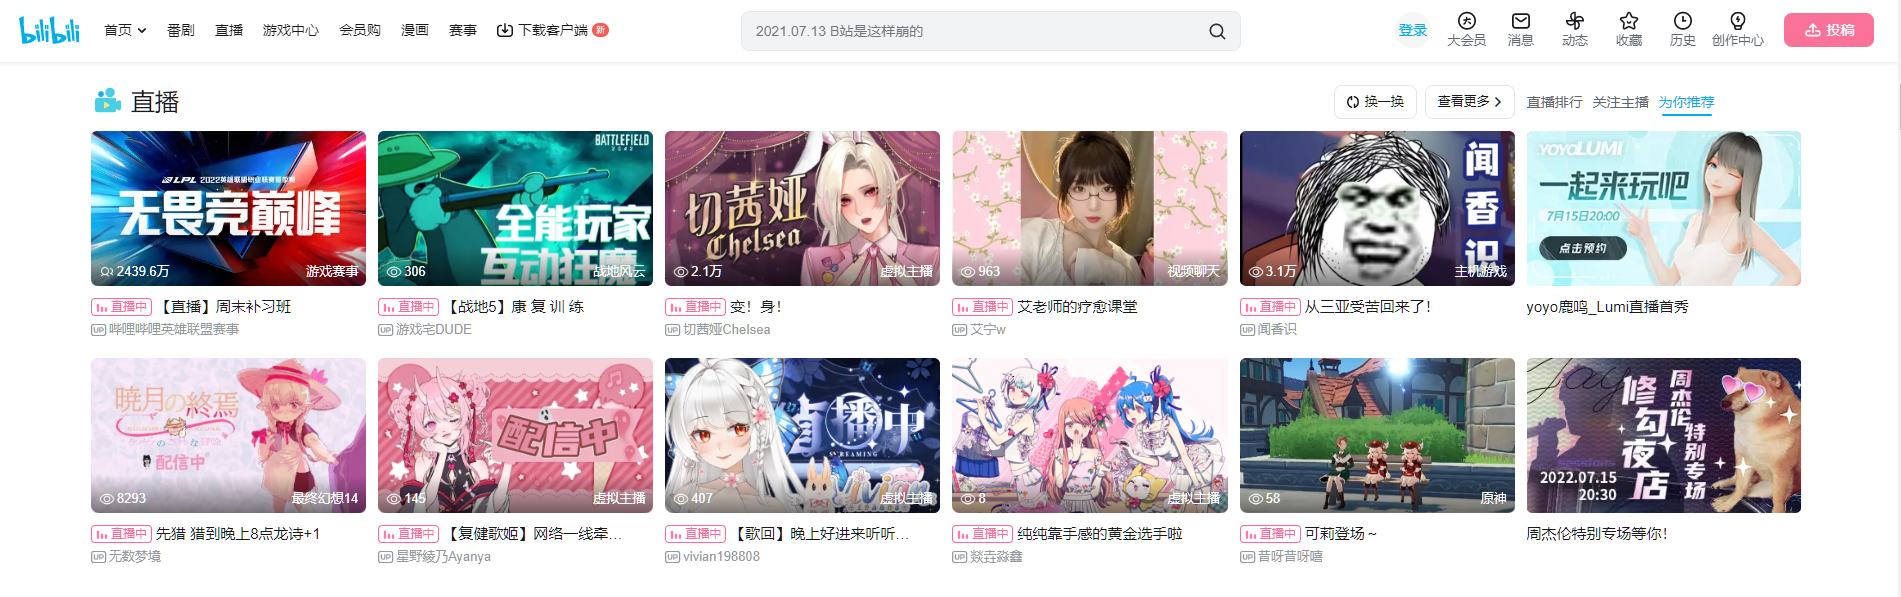 bilibili 首页 番剧 直播 游戏中心 会员购 漫画 赛事 下载客户端 新 2021.07.13 B站是这样崩的 登录 大会员 消息 动态 收藏 历史 创作中心 投稿
直播 换一换 查看更多 直播排行 关注主播 为你推荐
LPL 2022英雄联盟职业联赛夏季赛
无畏竞巅峰
2439.6万 游戏赛事
直播中 【直播】周末补习班
UP 哔哩哔哩英雄联盟赛事
BATTLEFIELD
2042
全能玩家
互动狂魔
306 战地风云
直播中 【战地5】康 复 训 练
UP 游戏宅DUDE
切茜娅
Chelsea
2.1万 虚拟主播
直播中 变！身！
UP 切茜娅Chelsea
963 视频聊天
直播中 艾老师的疗愈课堂
UP 艾宁w
闻香识
3.1万 主机游戏
直播中 从三亚受苦回来了！
UP 闻香识
YOYOLUMI
一起来玩吧
7月15日20:00
点击预约
yoyo鹿鸣_Lumi直播首秀
暁月の終焉
配信中
8293 最终幻想14
直播中 先猎 猎到晚上8点龙诗+1
UP 无数梦境
配信中
145 虚拟主播
直播中 【复健歌姬】网络一线牵...
UP 星野綾乃Ayanya
直播中
STREAMING
Vivian
407 虚拟主播
直播中 【歌回】晚上好进来听听...
UP vivian198808
8 虚拟主播
直播中 纯纯靠手感的黄金选手啦
UP 燚垚淼鑫
58 原神
直播中 可莉登场～
UP 昔呀昔呀嘻
Jay
周杰伦特别专场
修勾夜店
sessions
2022.07.15
20:30
周杰伦特别专场等你！